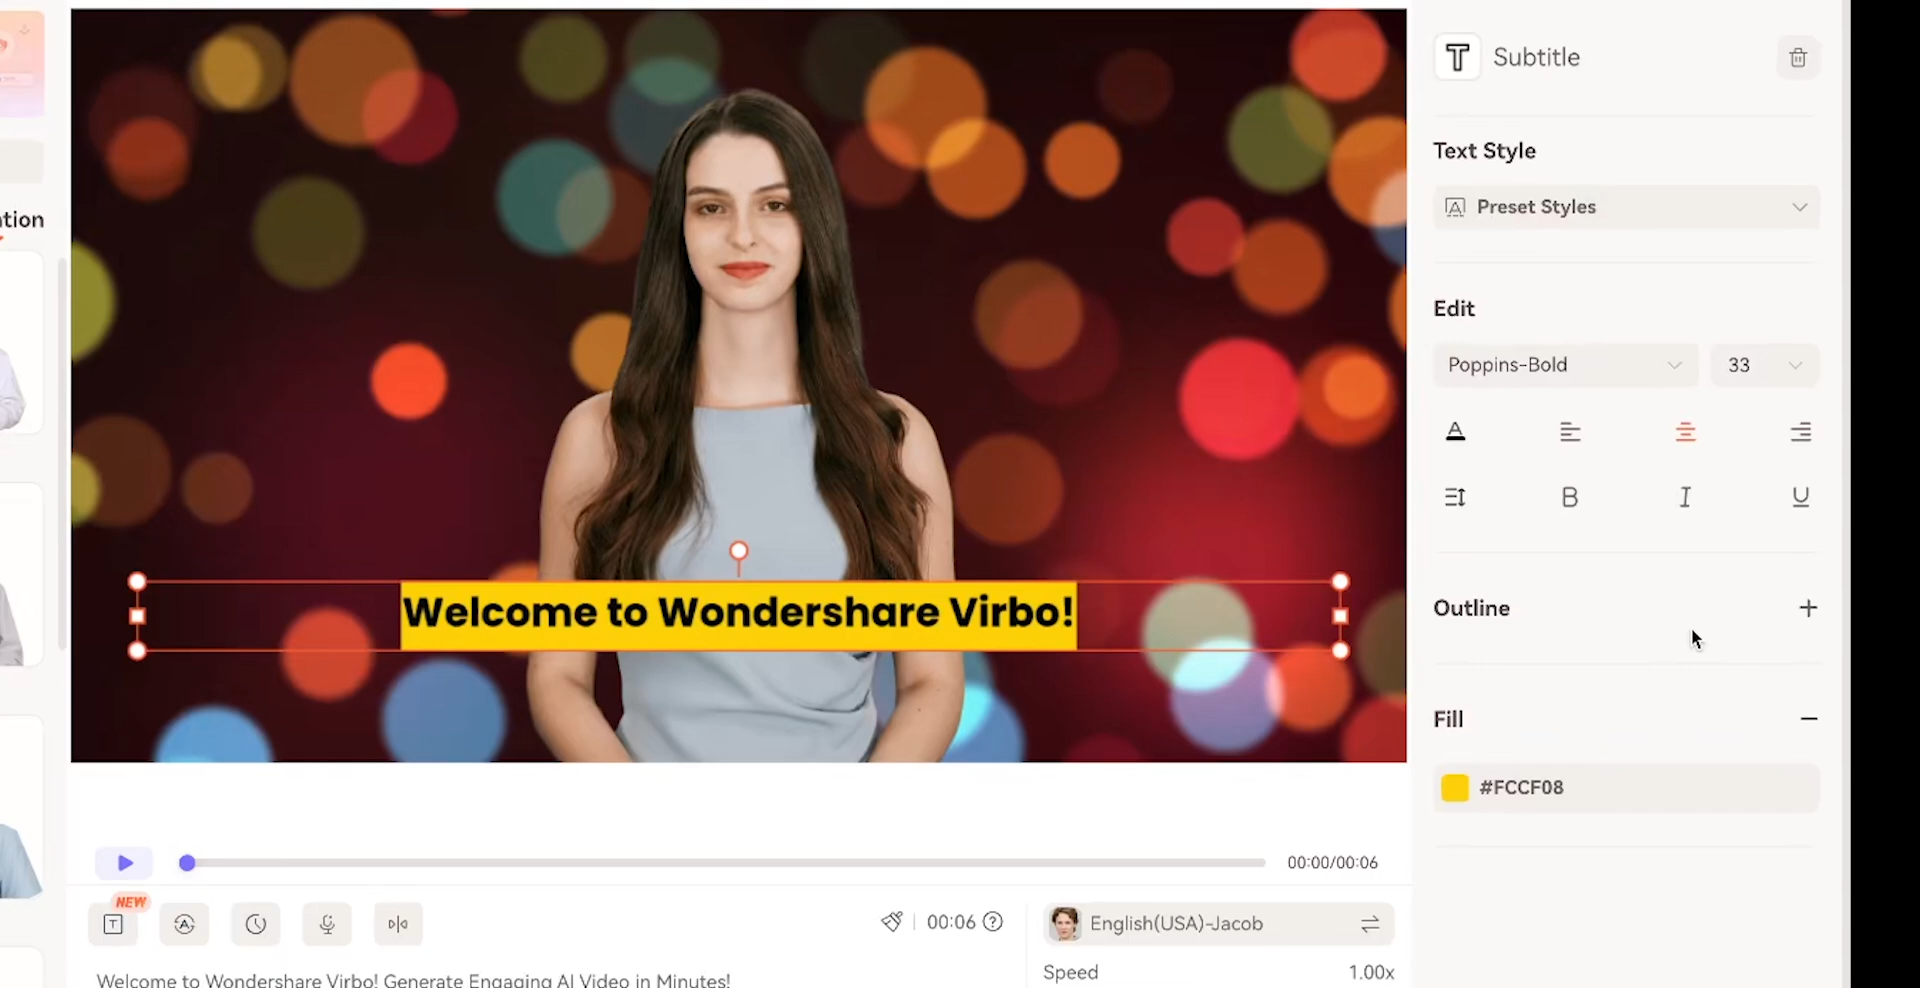 Subtitle
Text Style
Preset Styles
Edit
Poppins-Bold 33
A
B I U
Outline
Fill
#FCCF08
ation
Welcome to Wondershare Virbo!
00:00/00:06
NEW
T A
00:06
English(USA)-Jacob
Speed 1.00x
Welcome to Wondershare Virbo! Generate Engaging AI Video in Minutes!